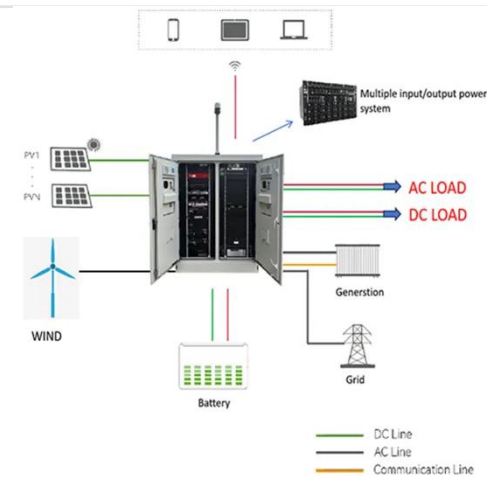 Multiple input/output power
system
PV1
PVN
AC LOAD
DC LOAD
WIND
Generstion
Grid
Battery
DC Line
AC Line
Communication Line